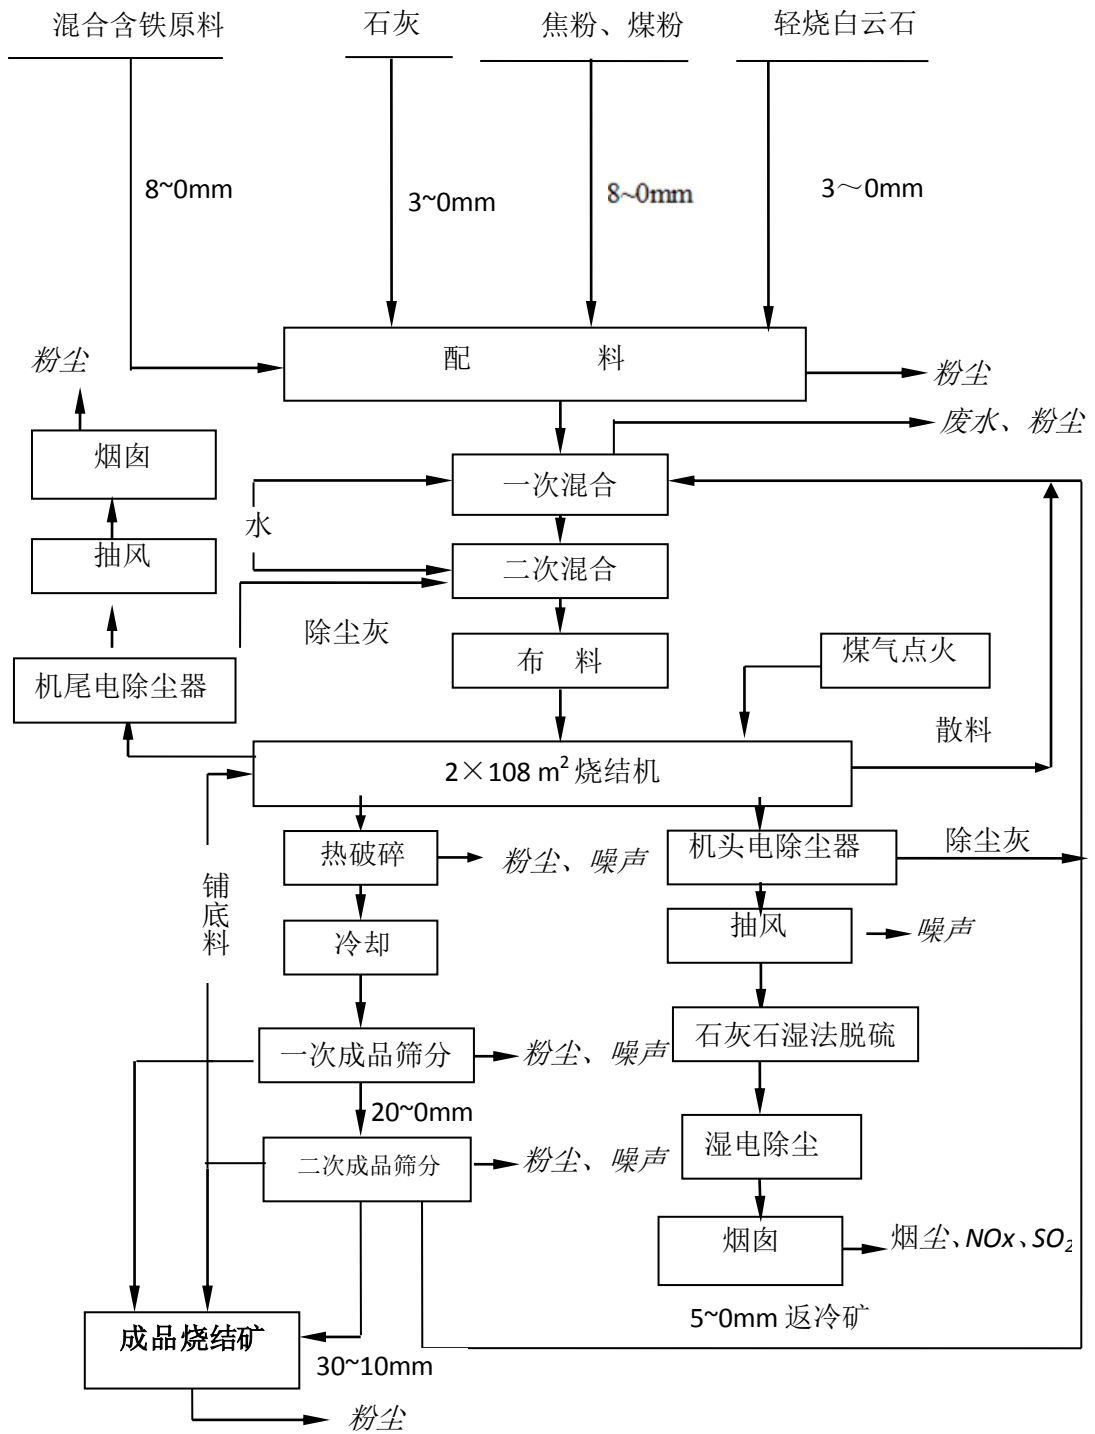 混合含铁原料
石灰
焦粉、煤粉
轻烧白云石
8~0mm
3~0mm
8~0mm
3～0mm
配 料
粉尘
粉尘
废水、粉尘
烟囱
一次混合
水
抽风
二次混合
除尘灰
布 料
煤气点火
机尾电除尘器
散料
2×108 m² 烧结机
热破碎
粉尘、噪声
机头电除尘器
除尘灰
铺底料
冷却
抽风
噪声
一次成品筛分
粉尘、噪声
石灰石湿法脱硫
20~0mm
二次成品筛分
粉尘、噪声
湿电除尘
烟囱
烟尘、NOx、SO₂
5~0mm 返冷矿
成品烧结矿
30~10mm
粉尘